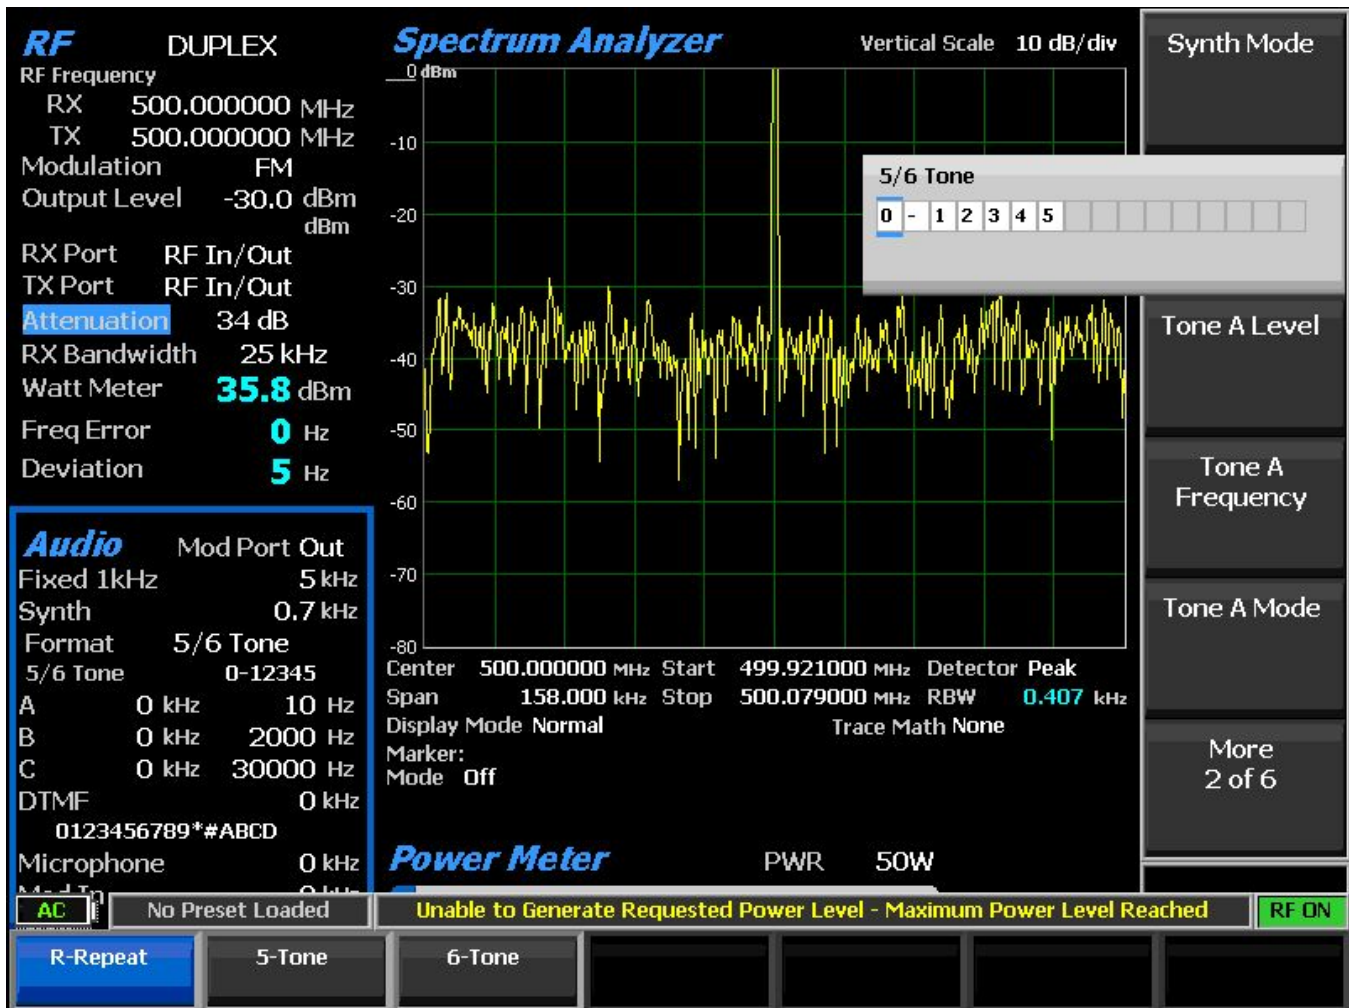 RF DUPLEX
RF Frequency
RX 500.000000 MHz
TX 500.000000 MHz
Modulation FM
Output Level -30.0 dBm
dBm
RX Port RF In/Out
TX Port RF In/Out
Attenuation 34 dB
RX Bandwidth 25 kHz
Watt Meter 35.8 dBm
Freq Error 0 Hz
Deviation 5 Hz
Audio Mod Port Out
Fixed 1kHz 5 kHz
Synth 0.7 kHz
Format 5/6 Tone
5/6 Tone 0-12345
A 0 kHz 10 Hz
B 0 kHz 2000 Hz
C 0 kHz 30000 Hz
DTMF 0 kHz
0123456789*#ABCD
Microphone 0 kHz
Mod In 0 kHz
Spectrum Analyzer Vertical Scale 10 dB/div
0 dBm
-10
-20
-30
-40
-50
-60
-70
-80
Center 500.000000 MHz Start 499.921000 MHz Detector Peak
Span 158.000 kHz Stop 500.079000 MHz RBW 0.407 kHz
Display Mode Normal Trace Math None
Marker:
Mode Off
Power Meter PWR 50W
5/6 Tone
0 - 1 2 3 4 5
Synth Mode
Tone A Level
Tone A
Frequency
Tone A Mode
More
2 of 6
AC No Preset Loaded Unable to Generate Requested Power Level - Maximum Power Level Reached RF ON
R-Repeat 5-Tone 6-Tone